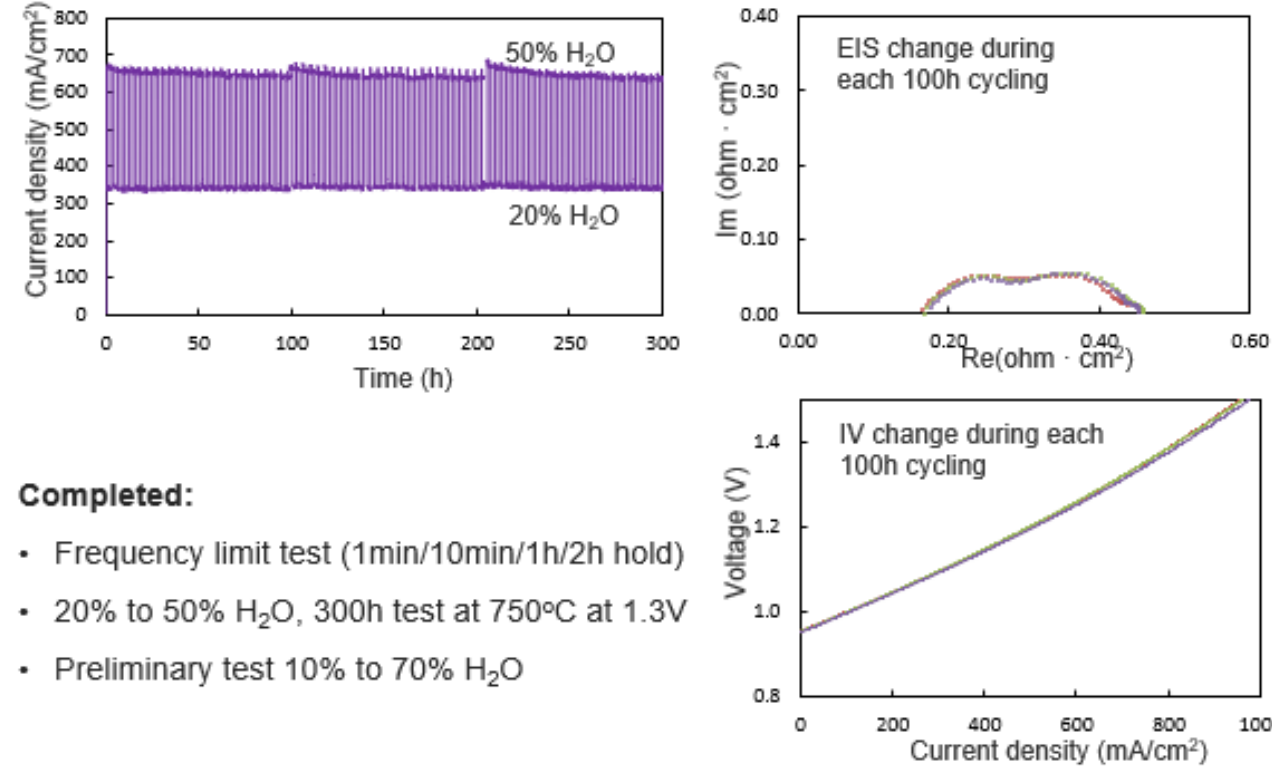 Current density (mA/cm²)
800
700
600
500
400
300
200
100
0
50% H₂O
20% H₂O
0 50 100 150 200 250 300
Time (h)
Im (ohm · cm²)
0.40
0.30
0.20
0.10
0.00
EIS change during
each 100h cycling
0.00 0.20 0.40 0.60
Re(ohm · cm²)
Completed:
• Frequency limit test (1min/10min/1h/2h hold)
• 20% to 50% H₂O, 300h test at 750ᵒC at 1.3V
• Preliminary test 10% to 70% H₂O
Voltage (V)
1.4
1.2
1.0
0.8
IV change during each
100h cycling
0 200 400 600 800 100
Current density (mA/cm²)